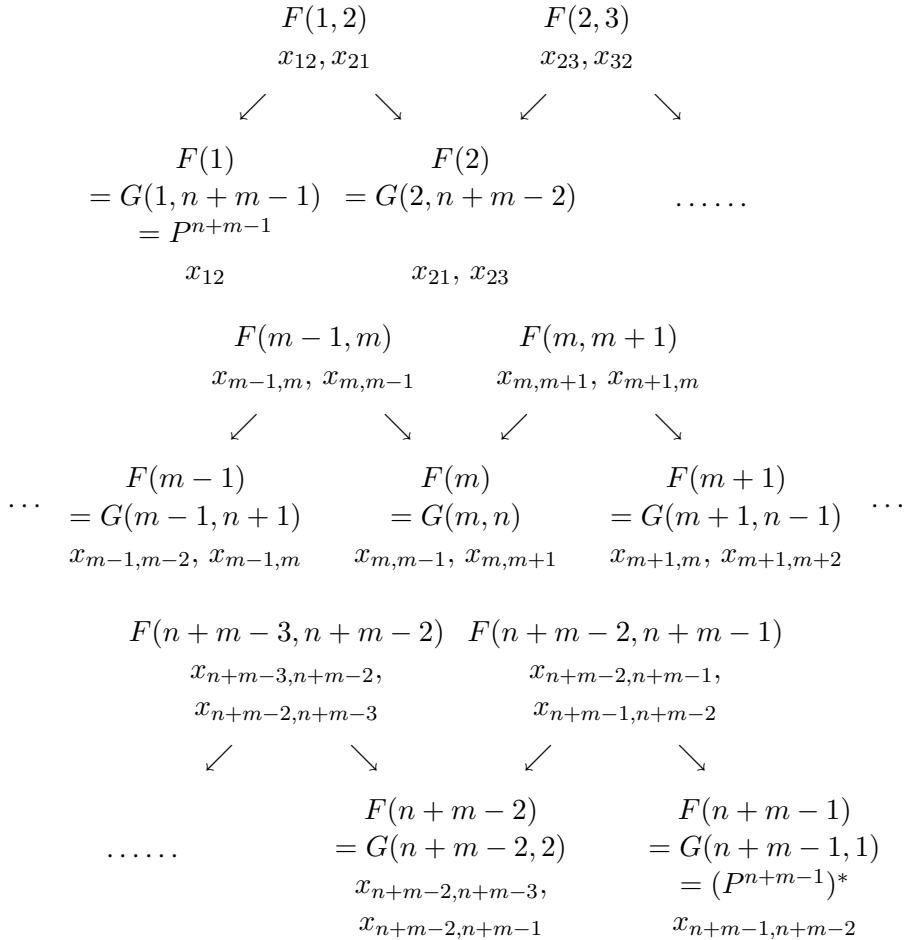 F(1, 2) F(2, 3)
x_{12}, x_{21} x_{23}, x_{32}
↙ ↘ ↙ ↘
F(1) F(2)
= G(1, n + m − 1) = G(2, n + m − 2) ......
= P^{n+m−1}
x_{12} x_{21}, x_{23}
F(m − 1, m) F(m, m + 1)
x_{m−1,m}, x_{m,m−1} x_{m,m+1}, x_{m+1,m}
↙ ↘ ↙ ↘
F(m − 1) F(m) F(m + 1)
... = G(m − 1, n + 1) = G(m, n) = G(m + 1, n − 1) ...
x_{m−1,m−2}, x_{m−1,m} x_{m,m−1}, x_{m,m+1} x_{m+1,m}, x_{m+1,m+2}
F(n + m − 3, n + m − 2) F(n + m − 2, n + m − 1)
x_{n+m−3,n+m−2}, x_{n+m−2,n+m−1},
x_{n+m−2,n+m−3} x_{n+m−1,n+m−2}
↙ ↘ ↙ ↘
F(n + m − 2) F(n + m − 1)
...... = G(n + m − 2, 2) = G(n + m − 1, 1)
x_{n+m−2,n+m−3}, = (P^{n+m−1})^*
x_{n+m−2,n+m−1} x_{n+m−1,n+m−2}